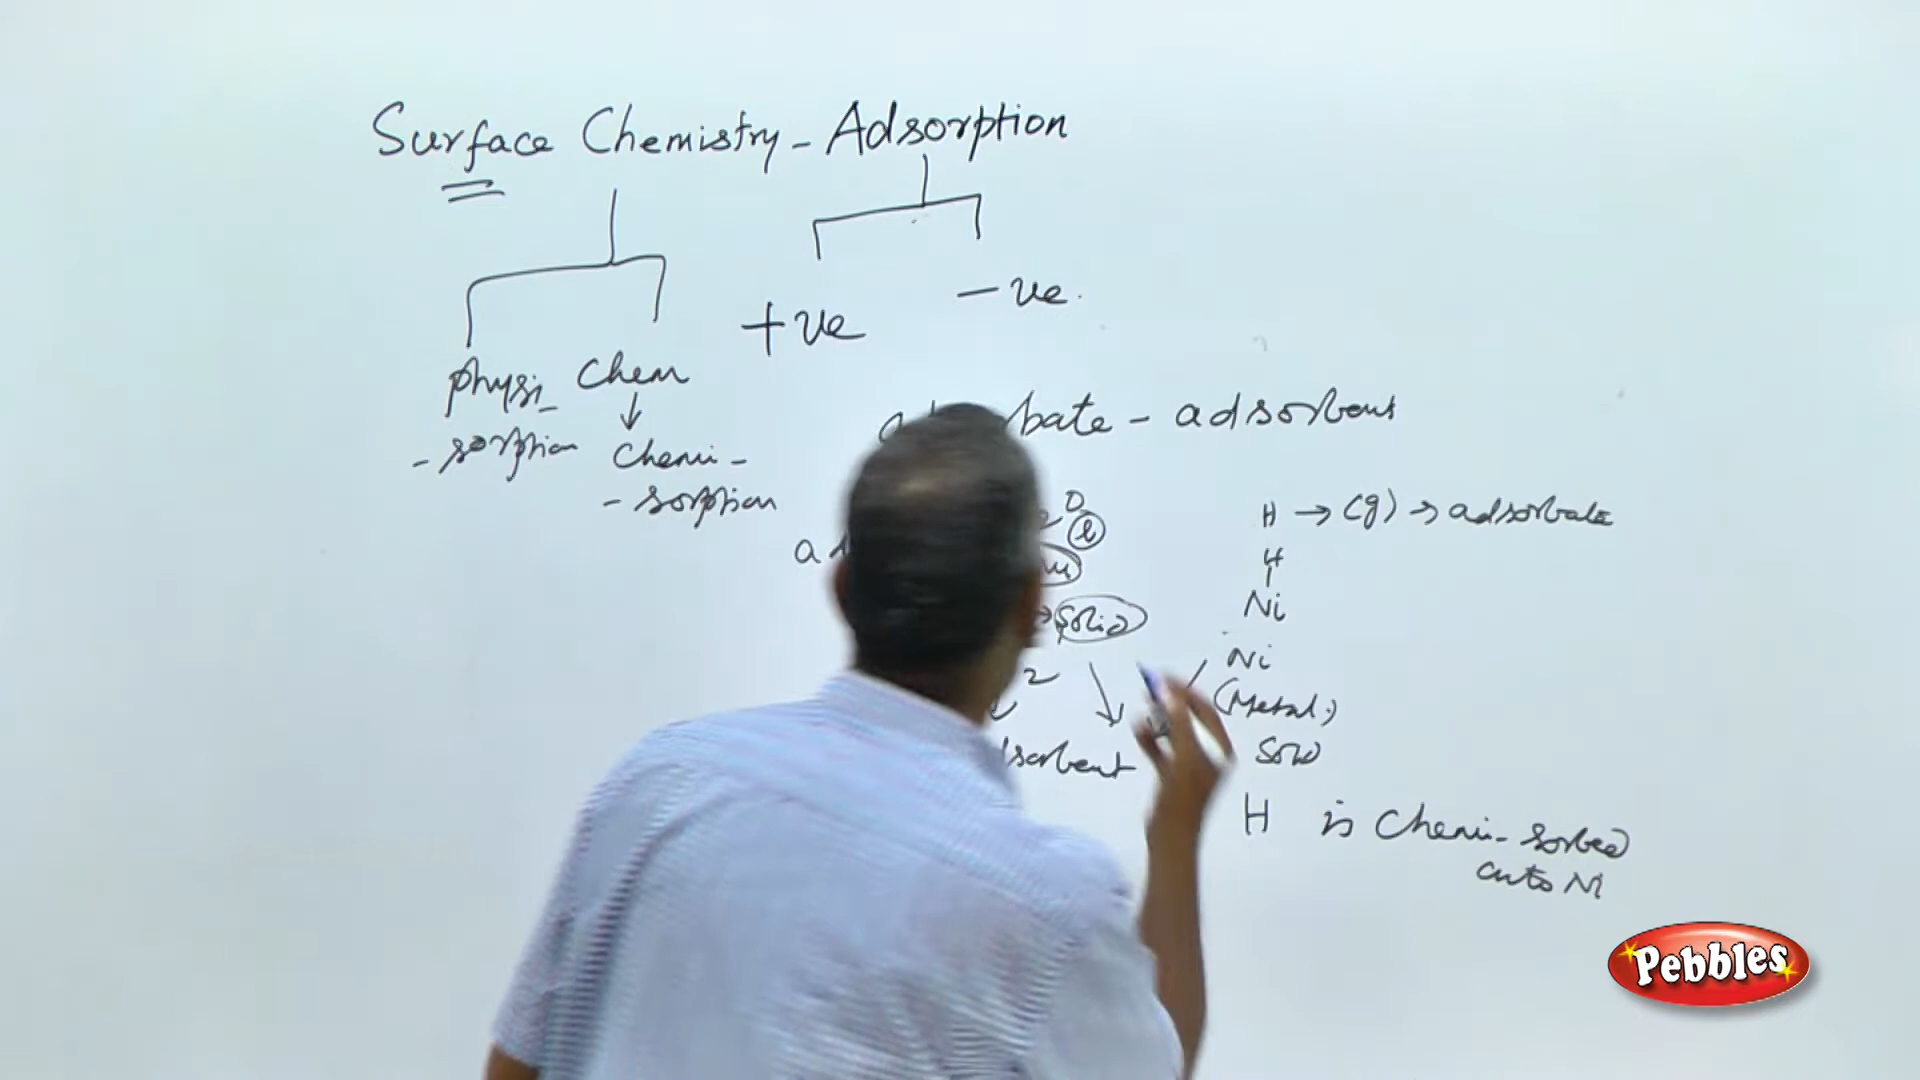 Surface Chemistry - Adsorption
+ve
-ve.
physi- Chem
- sorption Chemi-
- sorption
bate - adsorbent
H → (g) → adsorbate
l
H
Ni
solid
Ni
2
(Metal.)
sorbent
H is Chemi-sorbed
onto Ni
Pebbles